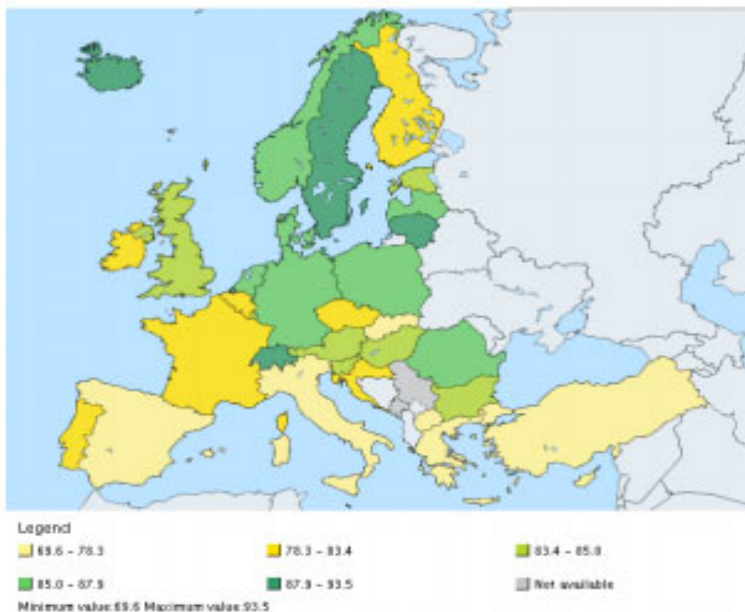 Legend
69.6 - 78.3
78.3 - 83.4
83.4 - 85.0
85.0 - 87.9
87.9 - 93.5
Not available
Minimum value:69.6 Maximum value:93.5